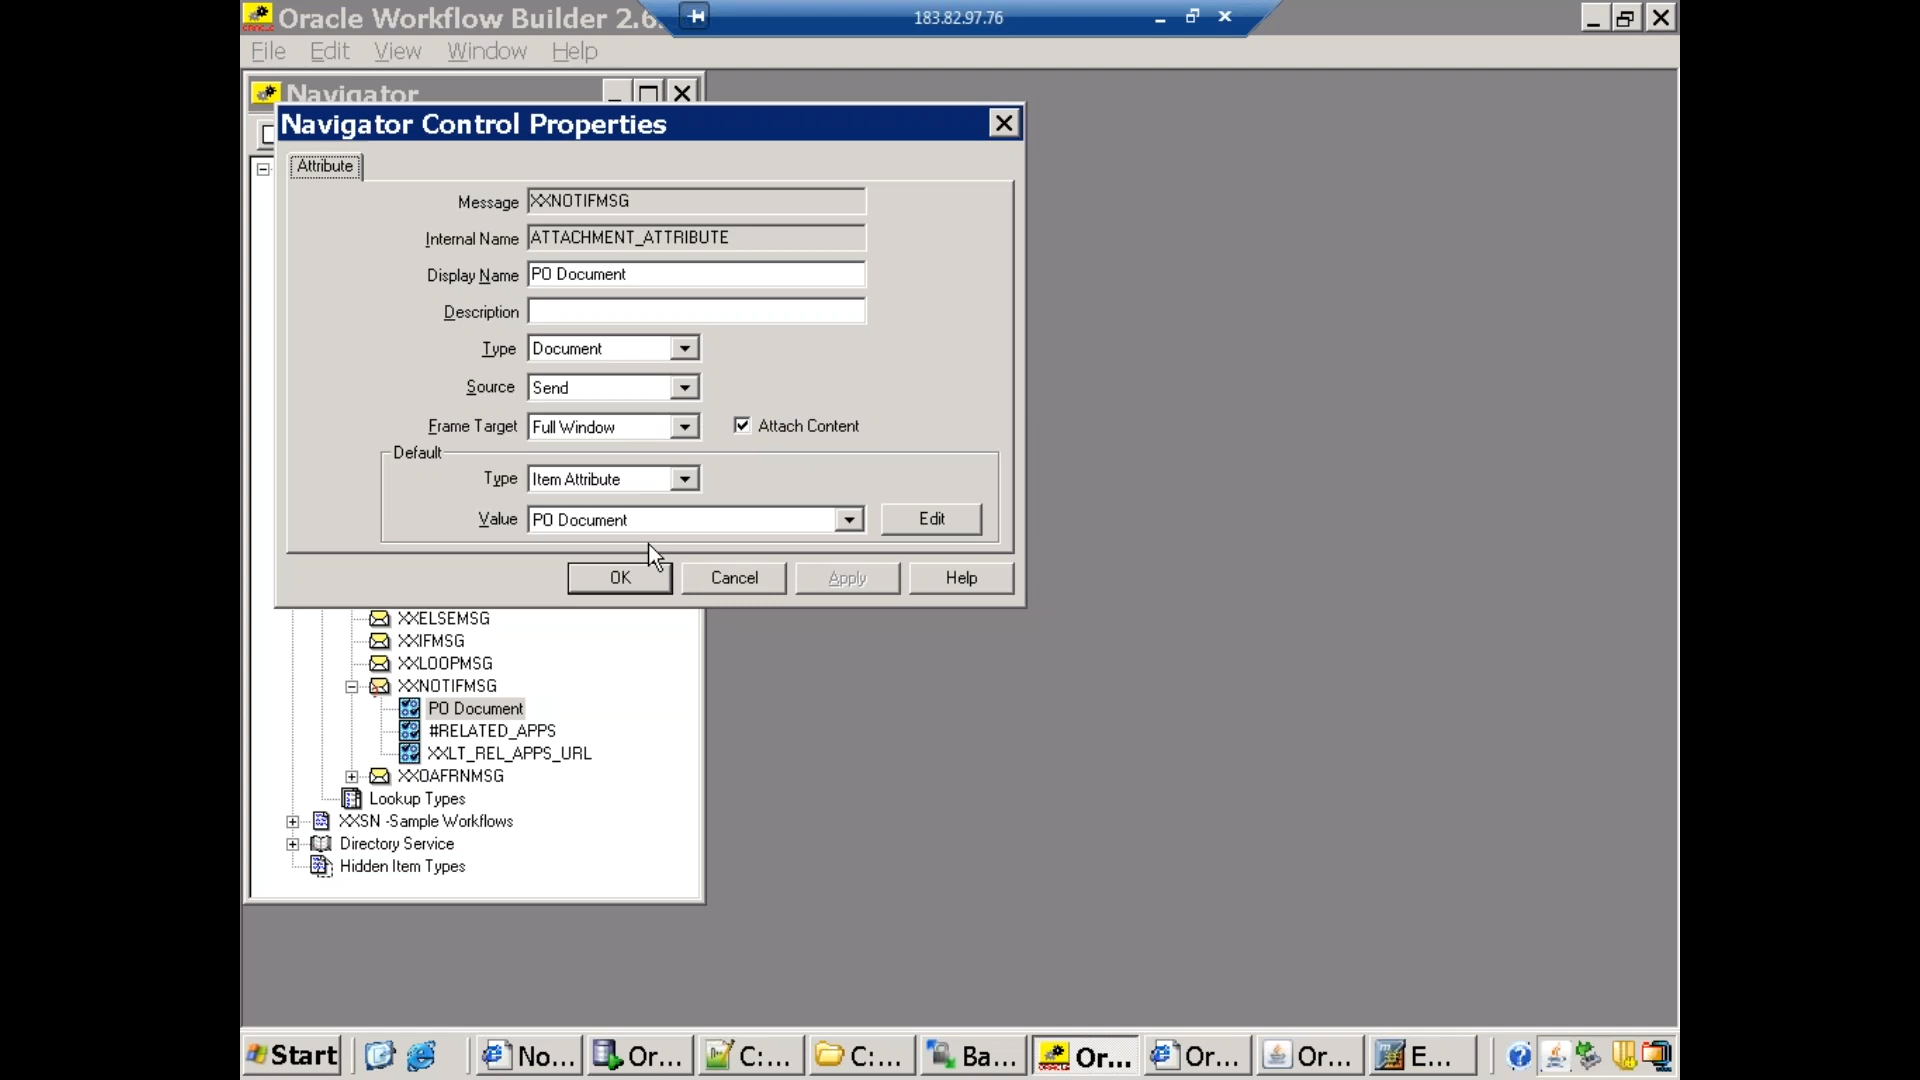 Oracle Workflow Builder 2.6.
183.82.97.76
File Edit View Window Help
Navigator
Navigator Control Properties
Attribute
Message XXNOTIFMSG
Internal Name ATTACHMENT_ATTRIBUTE
Display Name PO Document
Description
Type Document
Source Send
Frame Target Full Window Attach Content
Default
Type Item Attribute
Value PO Document Edit
OK Cancel Apply Help
XXELSEMSG
XXIFMSG
XXLOOPMSG
XXNOTIFMSG
PO Document
#RELATED_APPS
XXLT_REL_APPS_URL
XXOAFRNMSG
Lookup Types
XXSN -Sample Workflows
Directory Service
Hidden Item Types
Start No... Or... C:... C:... Ba... Or... Or... Or... E...